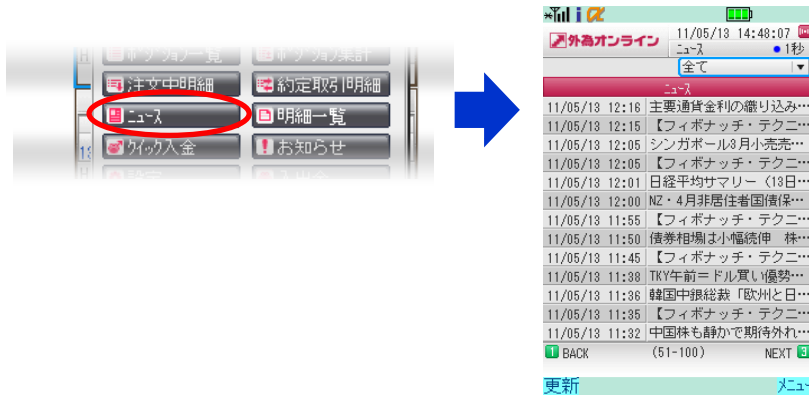 ポジション一覧
ポジション集計
注文中明細
約定取引明細
ニュース
明細一覧
クイック入金
お知らせ
外為オンライン
11/05/13 14:48:07
ニュース
1秒
全て
ニュース
11/05/13 12:16 主要通貨金利の織り込み…
11/05/13 12:15 【フィボナッチ・テクニ…
11/05/13 12:05 シンガポール3月小売売…
11/05/13 12:05 【フィボナッチ・テクニ…
11/05/13 12:01 日経平均サマリー（13日…
11/05/13 12:00 NZ・4月非居住者国債保…
11/05/13 11:55 【フィボナッチ・テクニ…
11/05/13 11:50 債券相場は小幅続伸　株…
11/05/13 11:45 【フィボナッチ・テクニ…
11/05/13 11:38 TKY午前＝ドル買い優勢…
11/05/13 11:36 韓国中銀総裁「欧州と日…
11/05/13 11:35 【フィボナッチ・テクニ…
11/05/13 11:32 中国株も静かで期待外れ…
1 BACK (51-100) NEXT 3
更新
メニュー